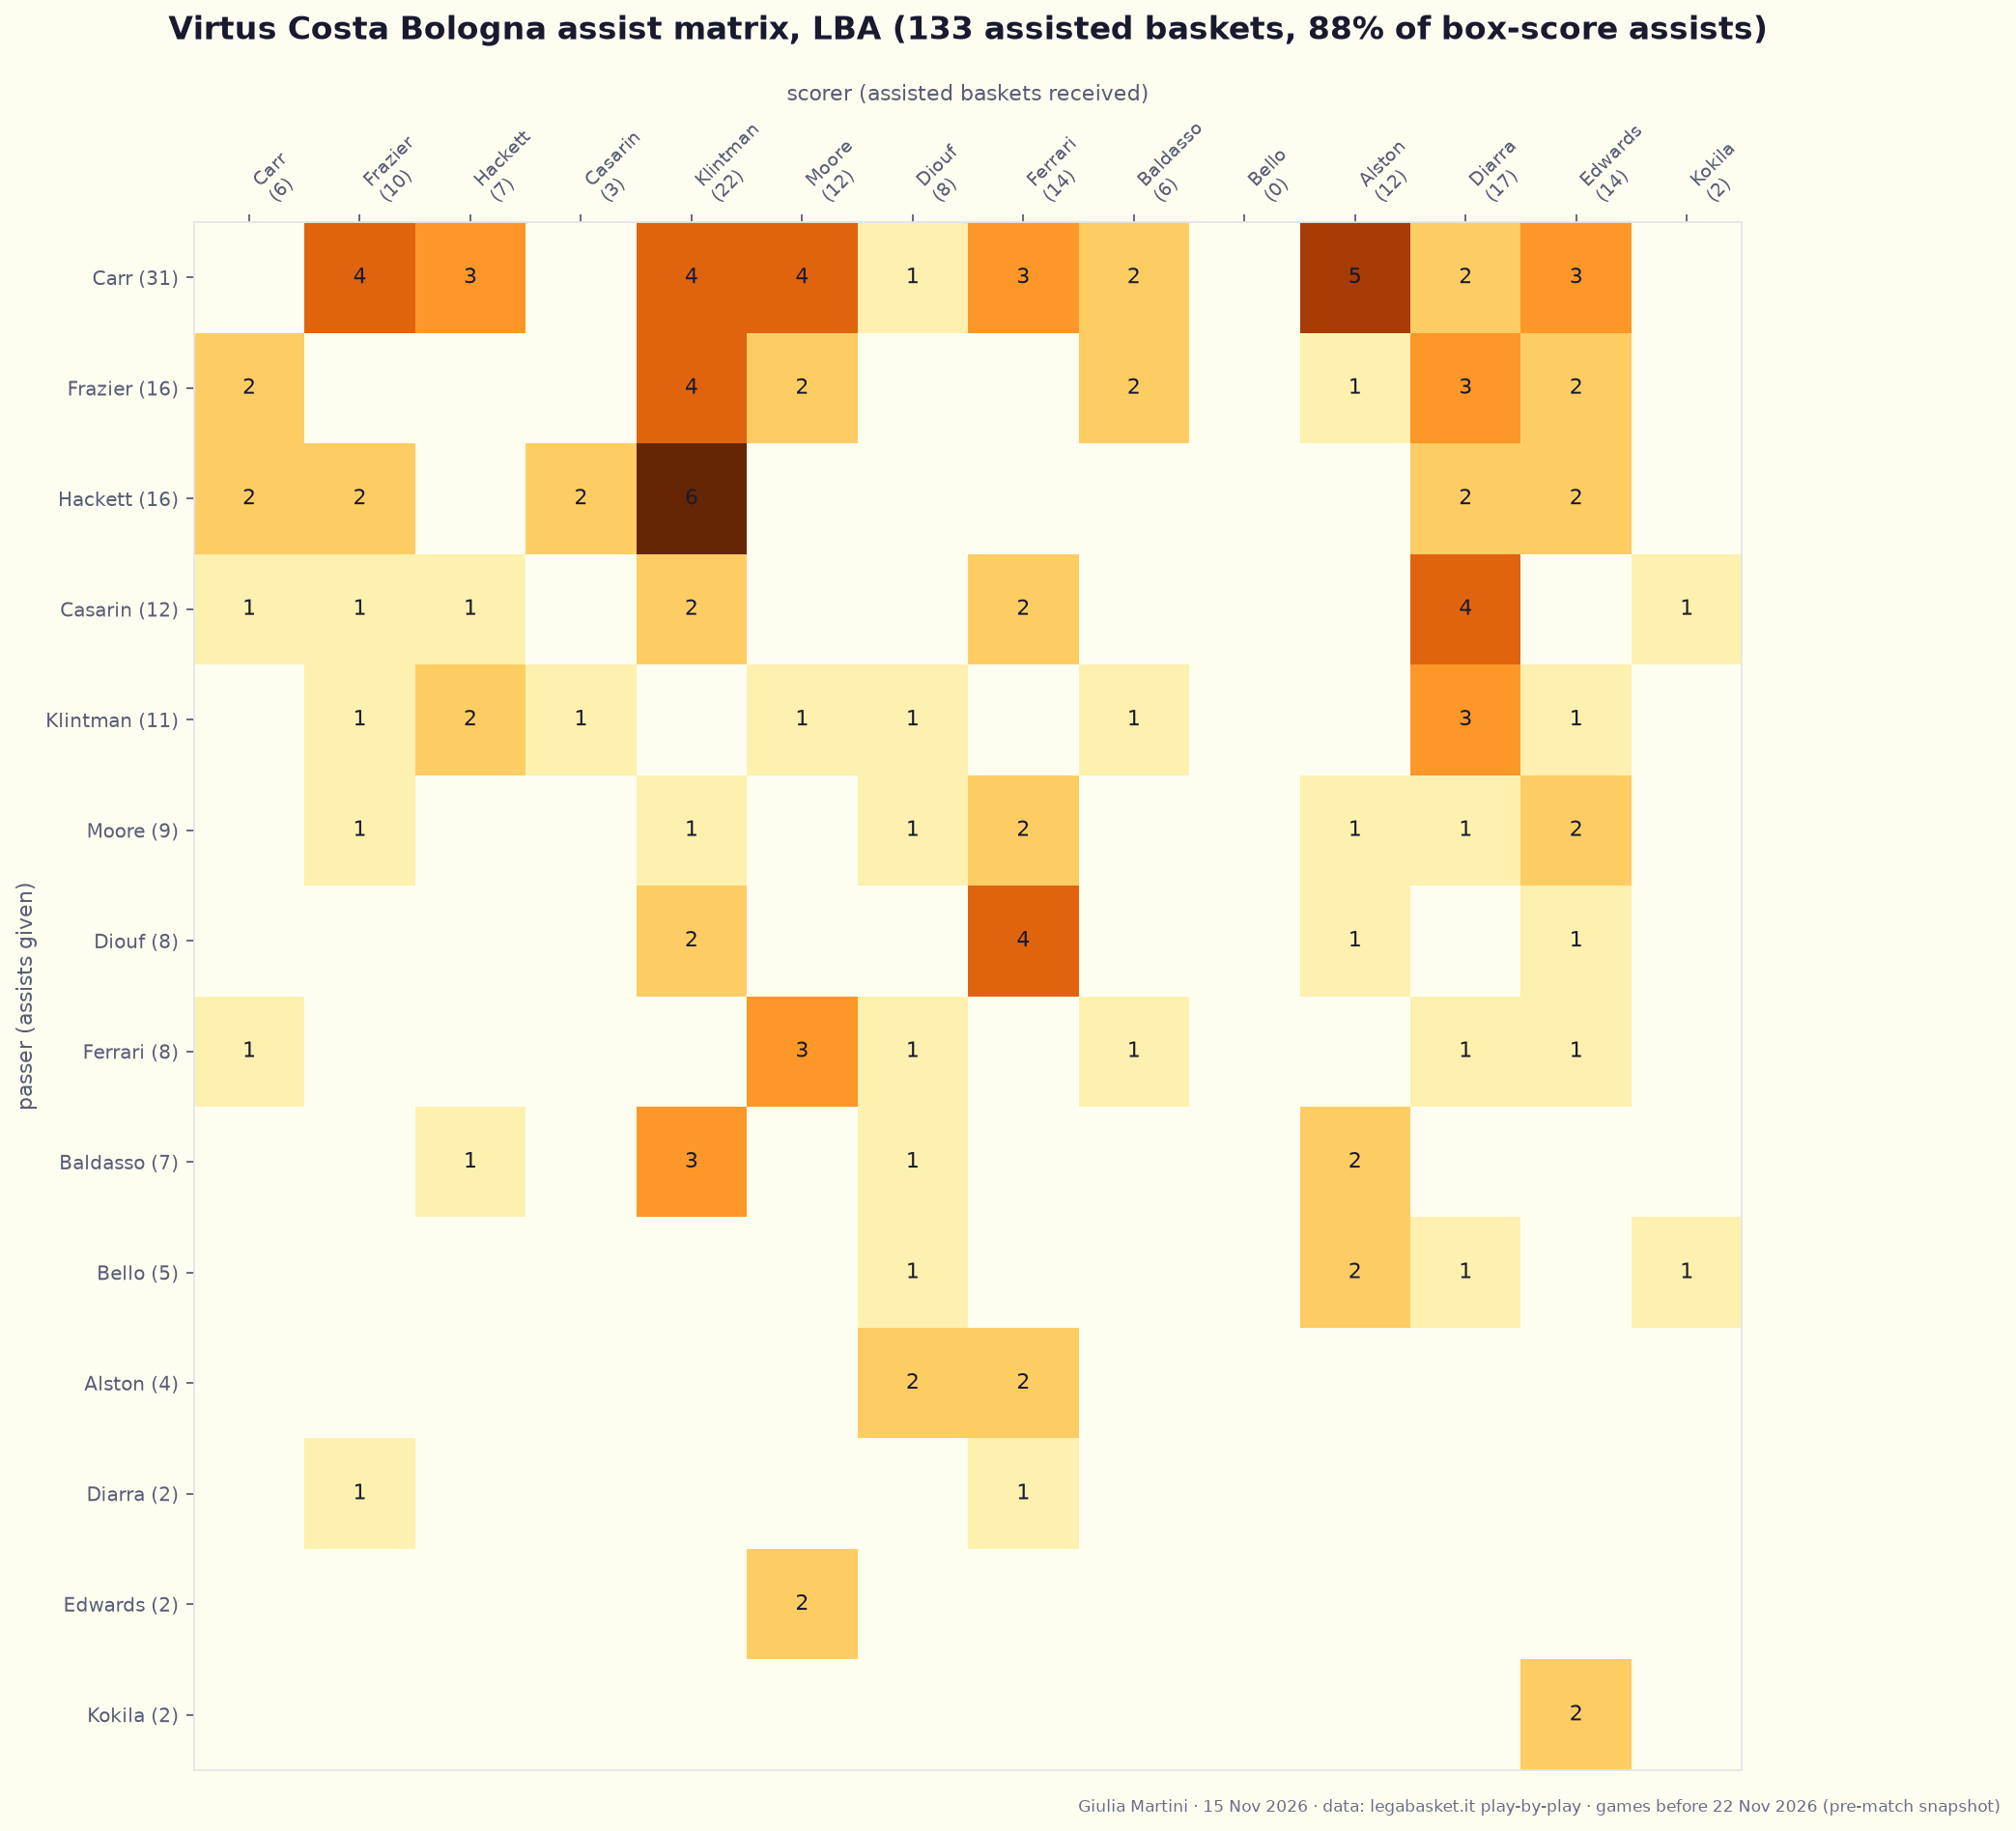 Virtus Costa Bologna assist matrix, LBA (133 assisted baskets, 88% of box-score assists)
scorer (assisted baskets received)
Carr (6)
Frazier (10)
Hackett (7)
Casarin (3)
Klintman (22)
Moore (12)
Diouf (8)
Ferrari (14)
Baldasso (6)
Bello (0)
Alston (12)
Diarra (17)
Edwards (14)
Kokila (2)
passer (assists given)
Carr (31) 4 3 4 4 1 3 2 5 2 3
Frazier (16) 2 4 2 2 1 3 2
Hackett (16) 2 2 2 6 2 2
Casarin (12) 1 1 1 2 2 4 1
Klintman (11) 1 2 1 1 1 1 3 1
Moore (9) 1 1 1 2 1 1 2
Diouf (8) 2 4 1 1
Ferrari (8) 1 3 1 1 1 1
Baldasso (7) 1 3 1 2
Bello (5) 1 2 1 1
Alston (4) 2 2
Diarra (2) 1 1
Edwards (2) 2
Kokila (2) 2
Giulia Martini · 15 Nov 2026 · data: legabasket.it play-by-play · games before 22 Nov 2026 (pre-match snapshot)